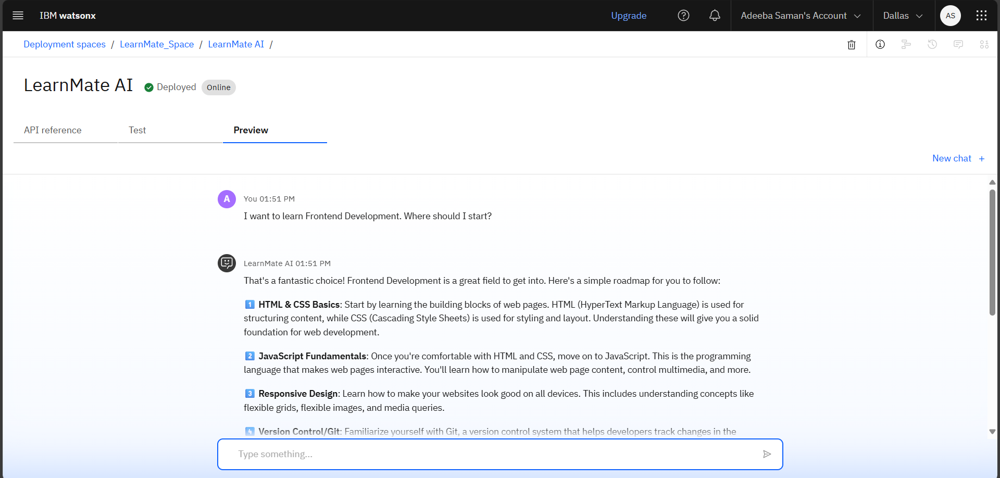 IBM watsonx
Upgrade
Adeeba Saman's Account
Dallas
AS
Deployment spaces / LearnMate_Space / LearnMate AI /
LearnMate AI
Deployed
Online
API reference
Test
Preview
New chat +
A
You 01:51 PM
I want to learn Frontend Development. Where should I start?
LearnMate AI 01:51 PM
That's a fantastic choice! Frontend Development is a great field to get into. Here's a simple roadmap for you to follow:
1️⃣ HTML & CSS Basics: Start by learning the building blocks of web pages. HTML (HyperText Markup Language) is used for
structuring content, while CSS (Cascading Style Sheets) is used for styling and layout. Understanding these will give you a solid
foundation for web development.
2️⃣ JavaScript Fundamentals: Once you're comfortable with HTML and CSS, move on to JavaScript. This is the programming
language that makes web pages interactive. You'll learn how to manipulate web page content, control multimedia, and more.
3️⃣ Responsive Design: Learn how to make your websites look good on all devices. This includes understanding concepts like
flexible grids, flexible images, and media queries.
4️⃣ Version Control/Git: Familiarize yourself with Git, a version control system that helps developers track changes in the
Type something...